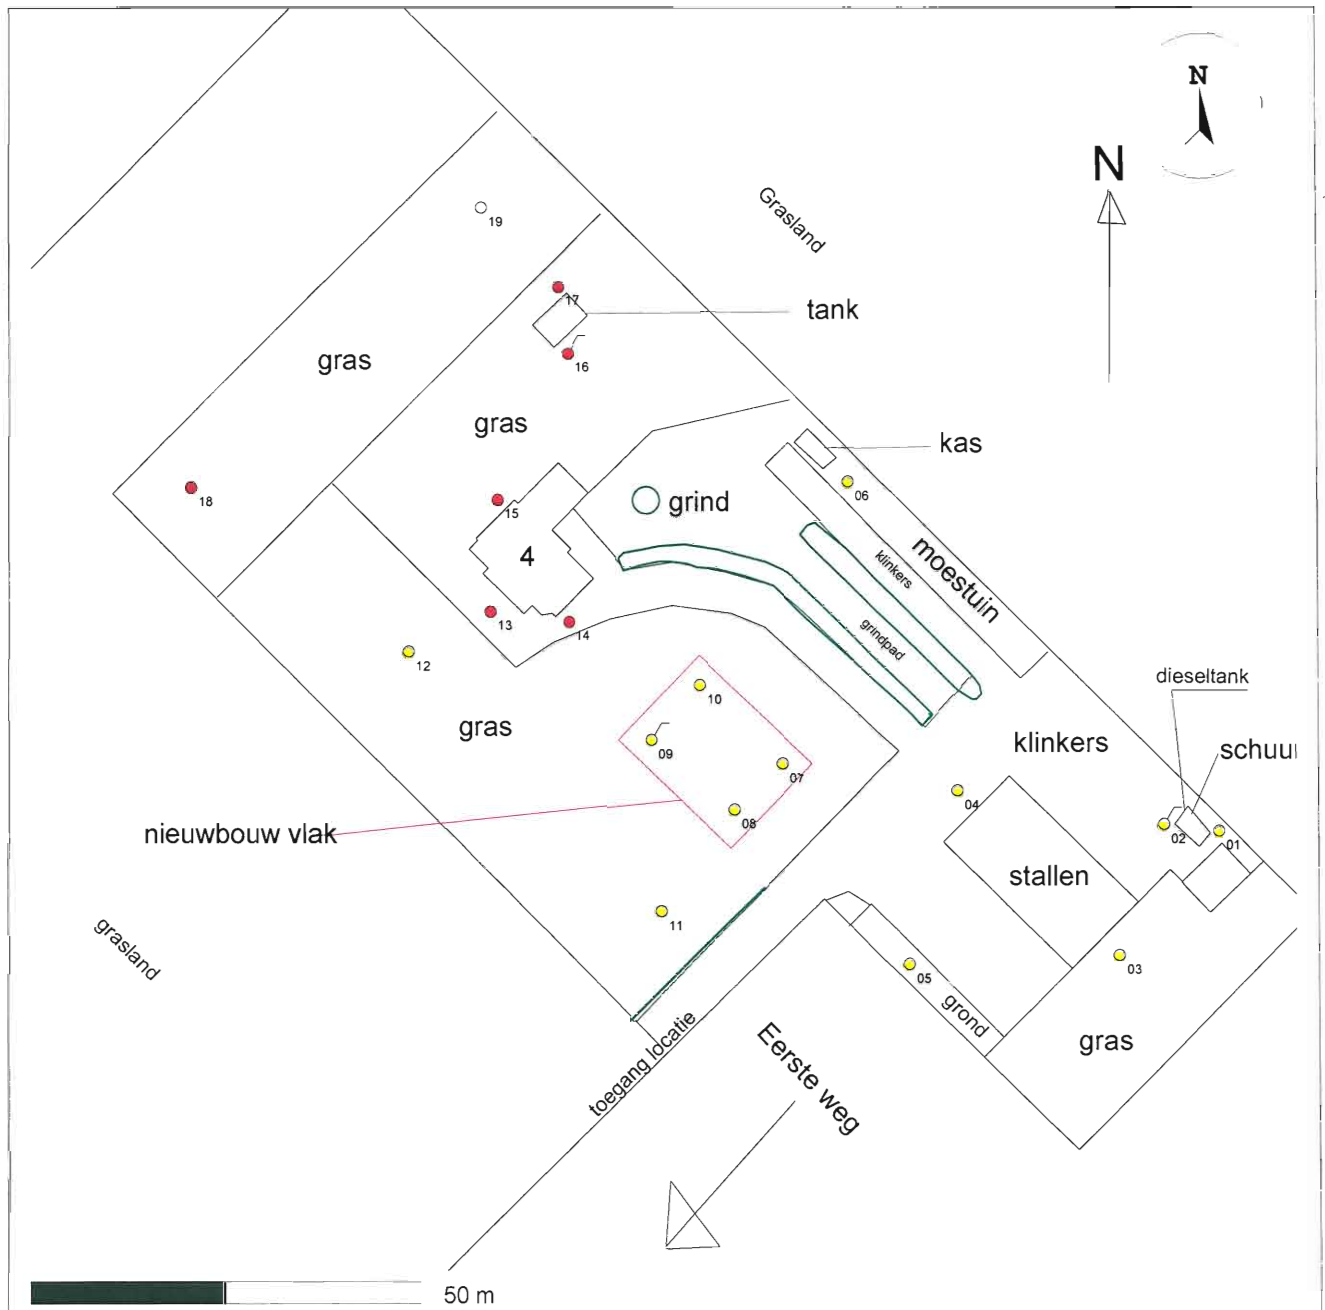 N
N
Grasland
19
17
tank
gras
16
gras
kas
18
15
grind
06
4
klinkers
moestuin
13
14
grindpad
12
dieseltank
10
gras
09
klinkers
07
04
08
02
01
nieuwbouw vlak
stallen
11
grasland
05
03
grond
toegang locatie
Eerste weg
gras
50 m